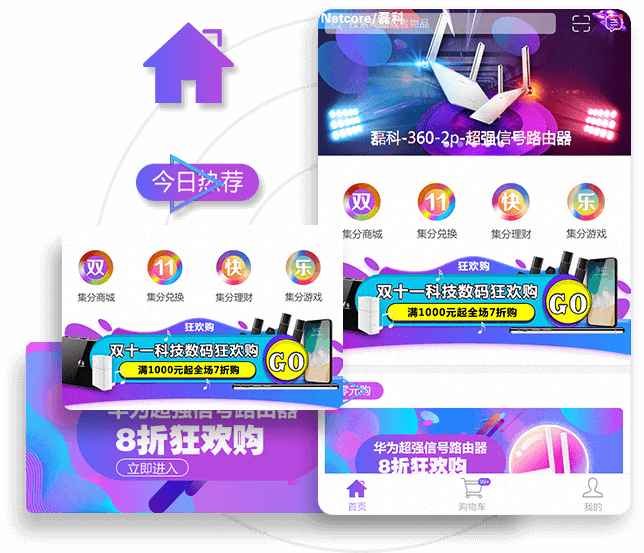 今日热荐
双
11
快
乐
集分商城
集分兑换
集分理财
集分游戏
狂欢购
双十一科技数码狂欢购
满1000元起全场7折购
GO
华为超强信号路由器
8折狂欢购
立即进入
Netcore/磊科
磊科-360-2p-超强信号路由器
双
11
快
乐
集分商城
集分兑换
集分理财
集分游戏
狂欢购
双十一科技数码狂欢购
满1000元起全场7折购
GO
零元购
华为超强信号路由器
8折狂欢购
首页
购物车
99+
我的